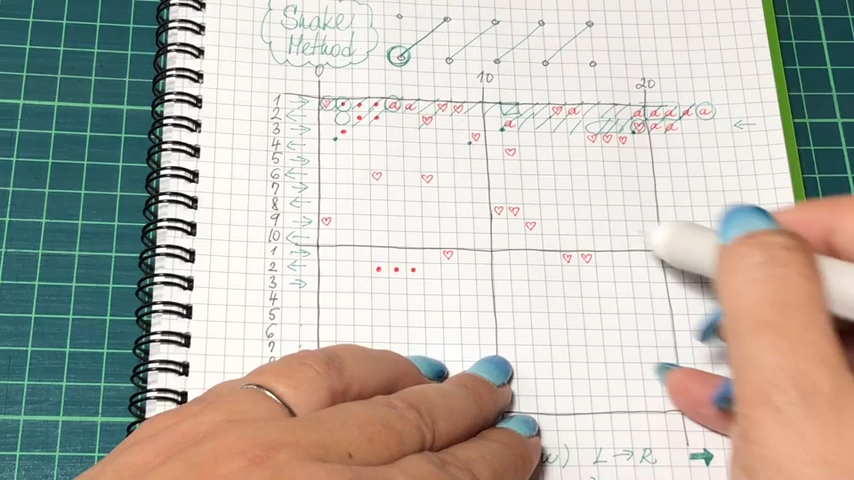 Snake
Method
0 10 20
1 → a a a a a a a a
2 ← a a a
3 → ←
4 ←
5 →
6 ←
7 →
8 ←
9 →
10 ←
1 →
2 ←
3 →
4
5
6
7
L → R →